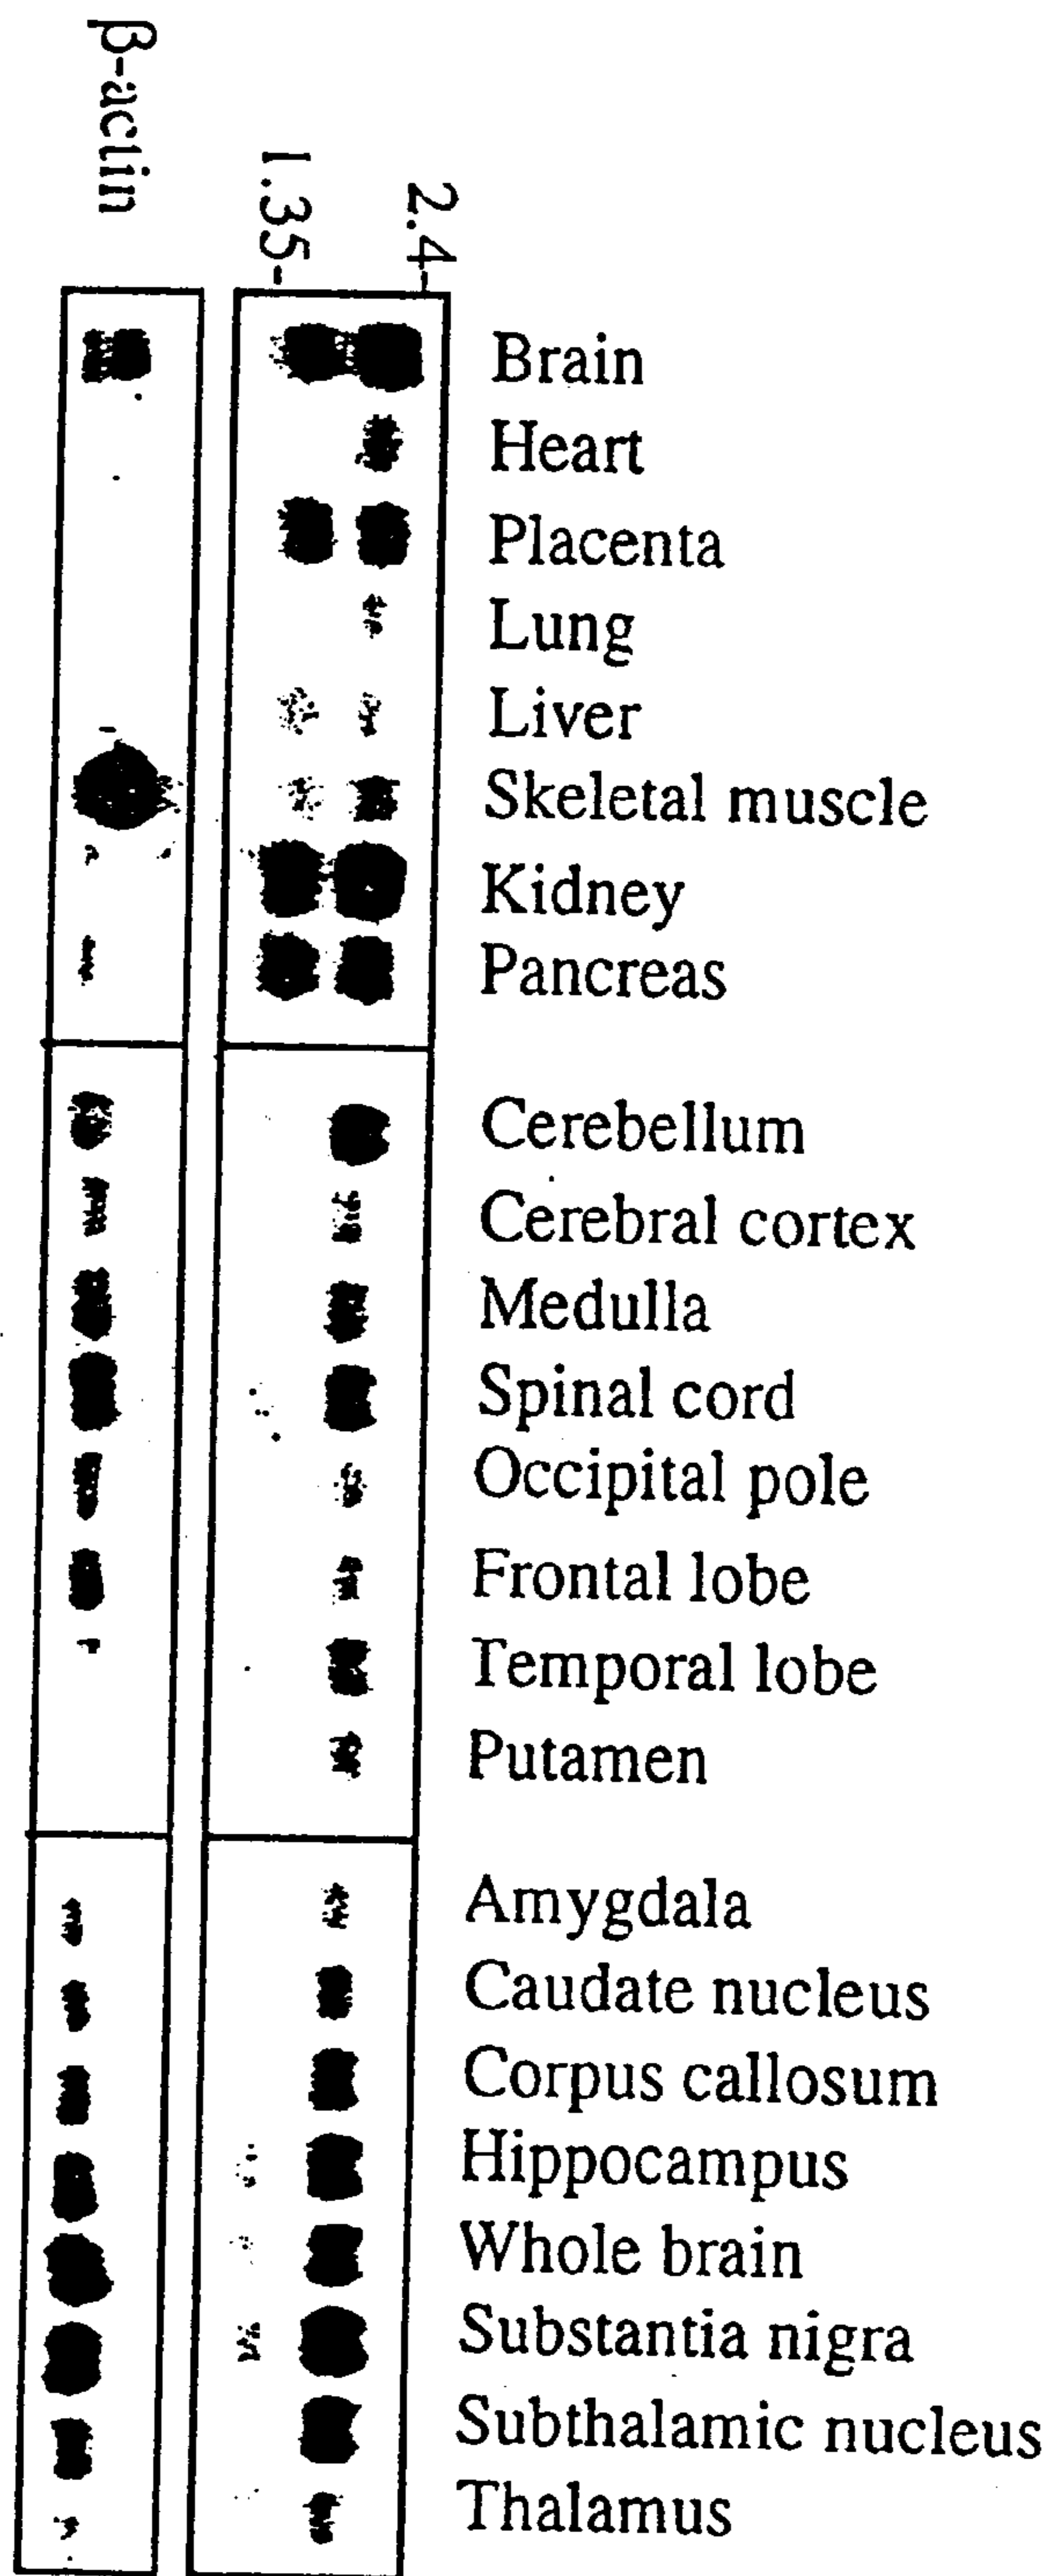 β-actin
1.35-
2.4-
Brain
Heart
Placenta
Lung
Liver
Skeletal muscle
Kidney
Pancreas
Cerebellum
Cerebral cortex
Medulla
Spinal cord
Occipital pole
Frontal lobe
Temporal lobe
Putamen
Amygdala
Caudate nucleus
Corpus callosum
Hippocampus
Whole brain
Substantia nigra
Subthalamic nucleus
Thalamus